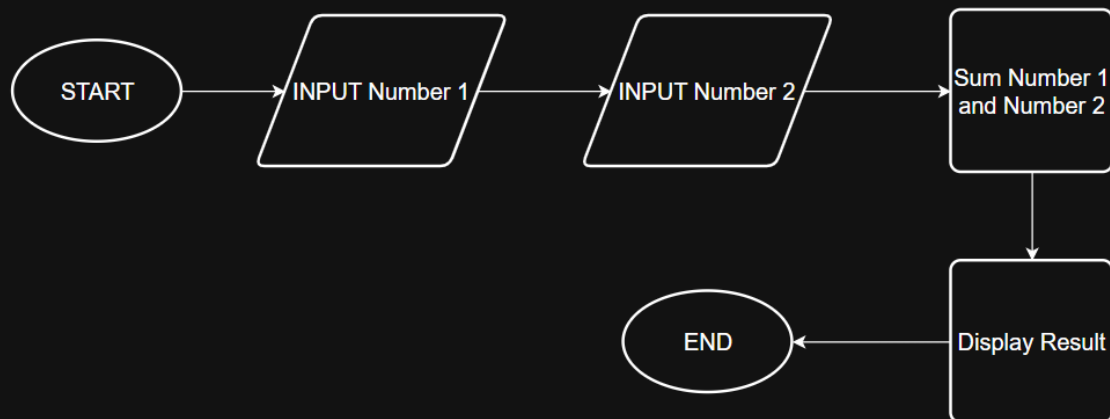 START
INPUT Number 1
INPUT Number 2
Sum Number 1
and Number 2
Display Result
END